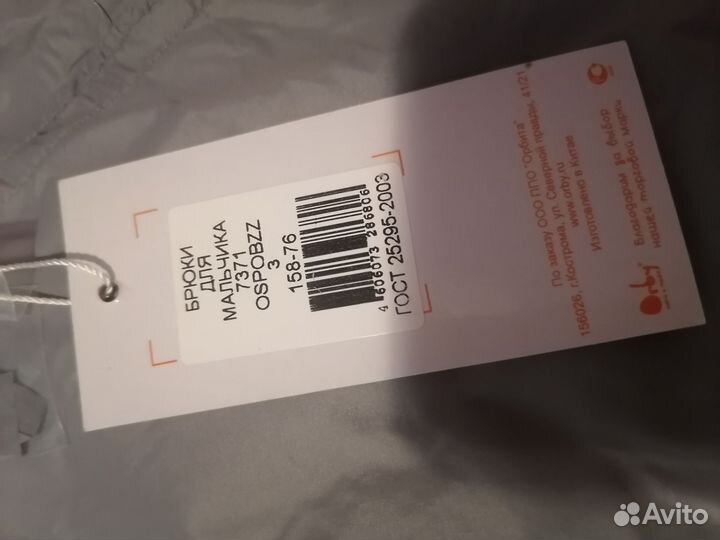 БРЮКИ
ДЛЯ
МАЛЬЧИКА
7371
OSPOBZZ
3
158-76
4 606073 286806
ГОСТ 25295-2003
По заказу ООО ППО "Орбита"
156026, г.Кострома, ул. Северной правды, 41/21
www.orby.ru
Изготовлено в Китае
Orby
Благодарим за выбор
нашей торговой марки
Avito